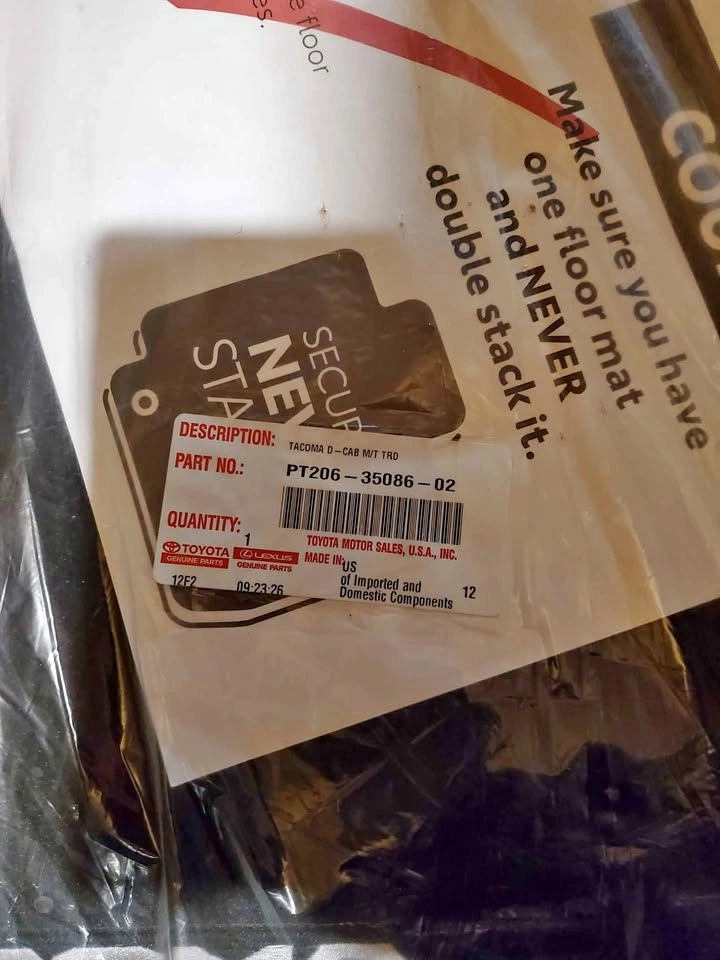 es.
e floor
COU
Make sure you have
one floor mat
and NEVER
double stack it.
SECUR
NEV
STA
DESCRIPTION: TACOMA D-CAB M/T TRD
PART NO.: PT206-35086-02
QUANTITY: 1
TOYOTA
GENUINE PARTS
LEXUS
GENUINE PARTS
TOYOTA MOTOR SALES, U.S.A., INC.
MADE IN: US
of Imported and
Domestic Components
12F2 09:23:26 12